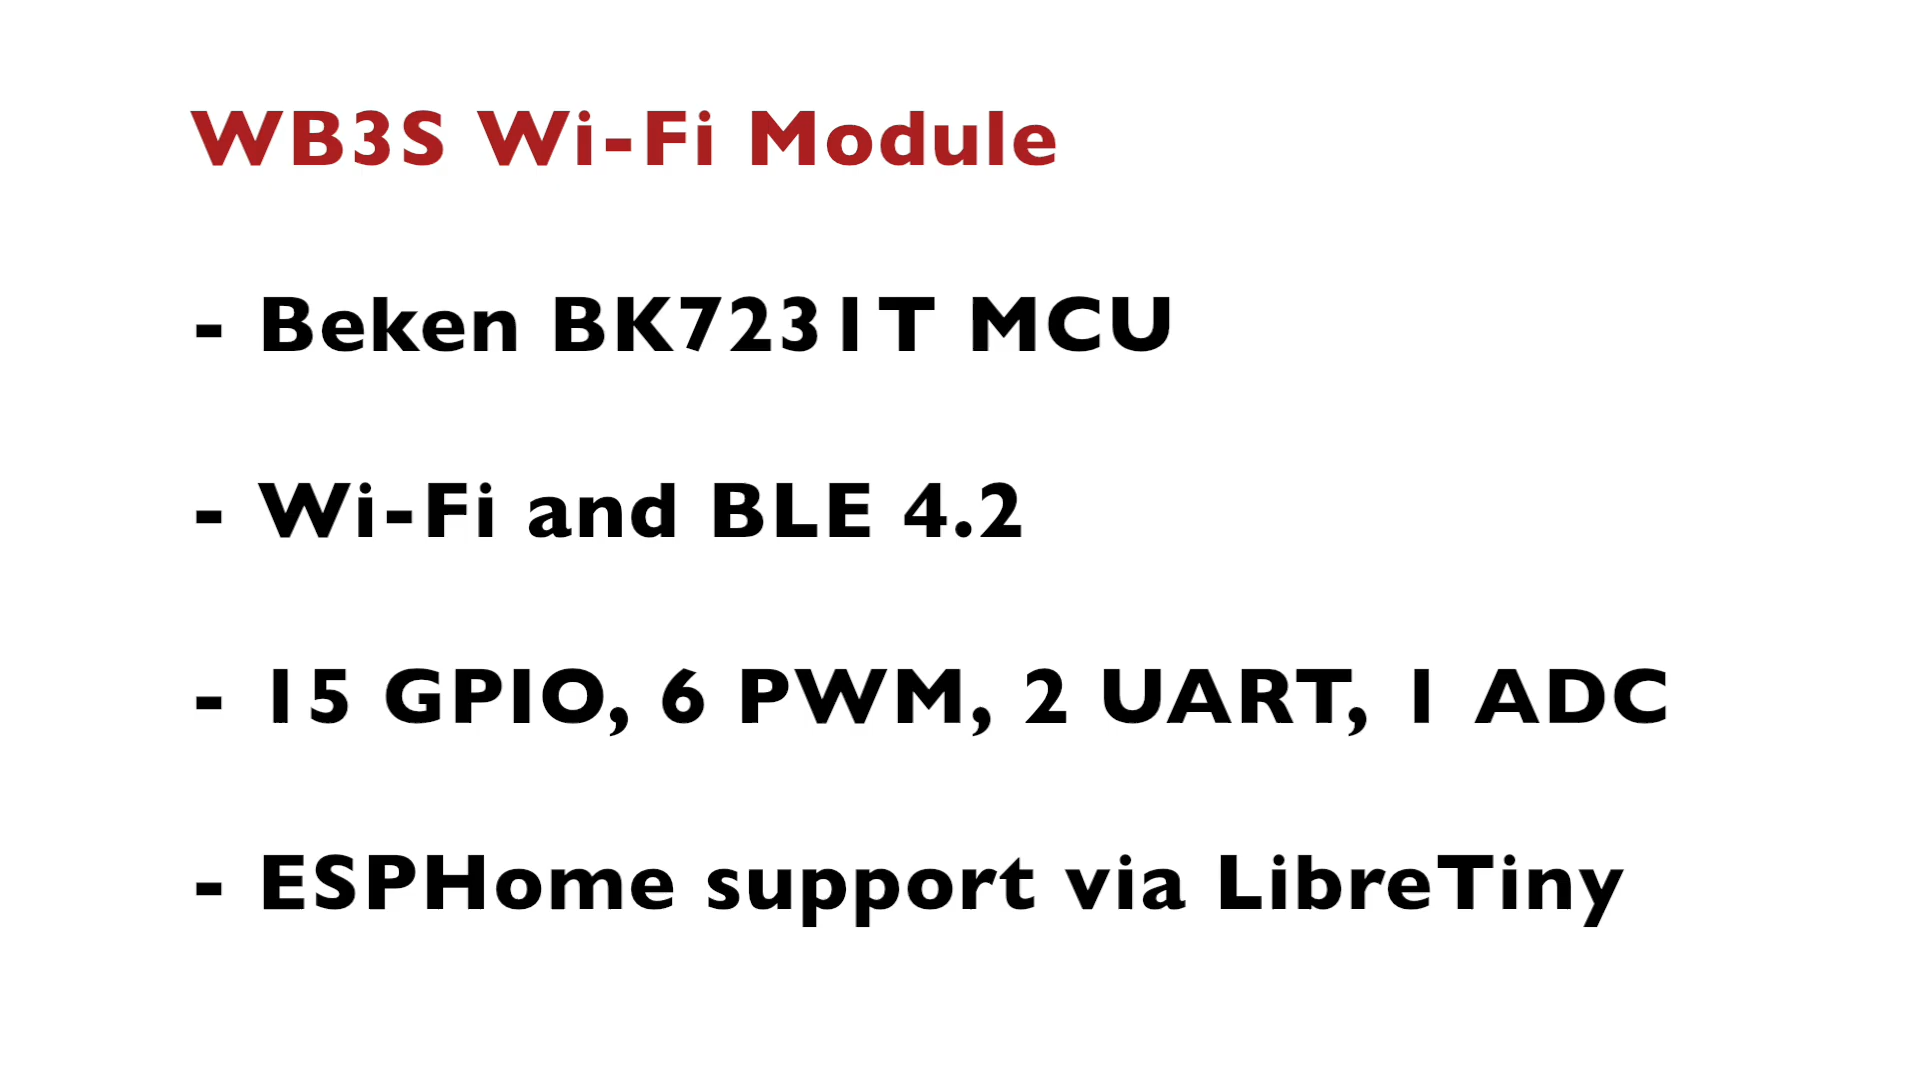 WB3S Wi-Fi Module
- Beken BK7231T MCU
- Wi-Fi and BLE 4.2
- 15 GPIO, 6 PWM, 2 UART, 1 ADC
- ESPHome support via LibreTiny